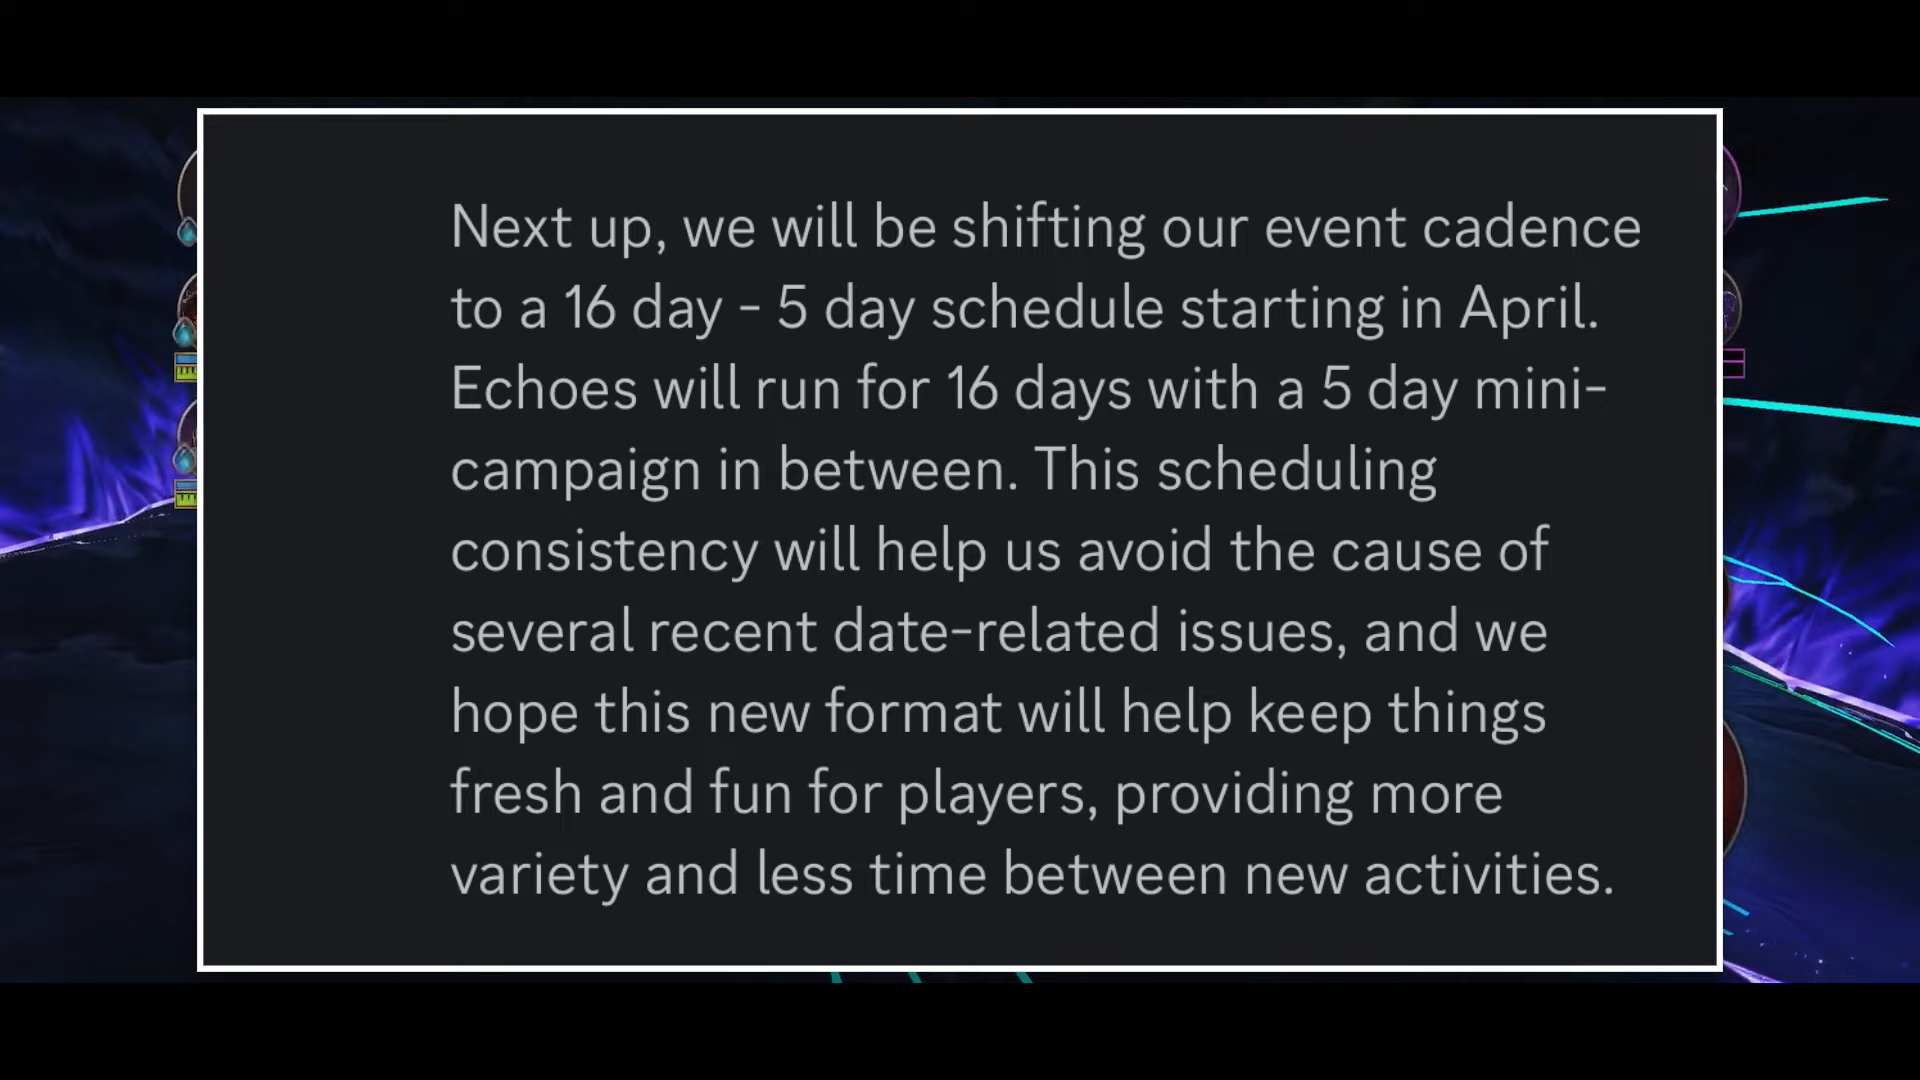 Next up, we will be shifting our event cadence
to a 16 day - 5 day schedule starting in April.
Echoes will run for 16 days with a 5 day mini-
campaign in between. This scheduling
consistency will help us avoid the cause of
several recent date-related issues, and we
hope this new format will help keep things
fresh and fun for players, providing more
variety and less time between new activities.